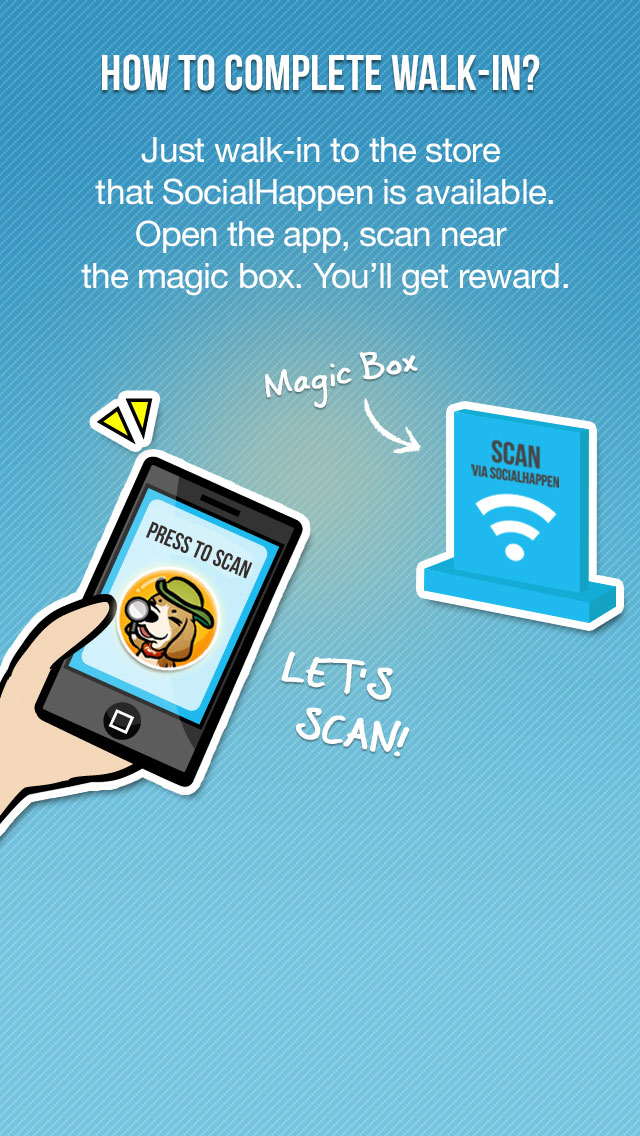 HOW TO COMPLETE WALK-IN?
Just walk-in to the store
that SocialHappen is available.
Open the app, scan near
the magic box. You'll get reward.
Magic Box
SCAN
VIA SOCIALHAPPEN
PRESS TO SCAN
LET'S
SCAN!